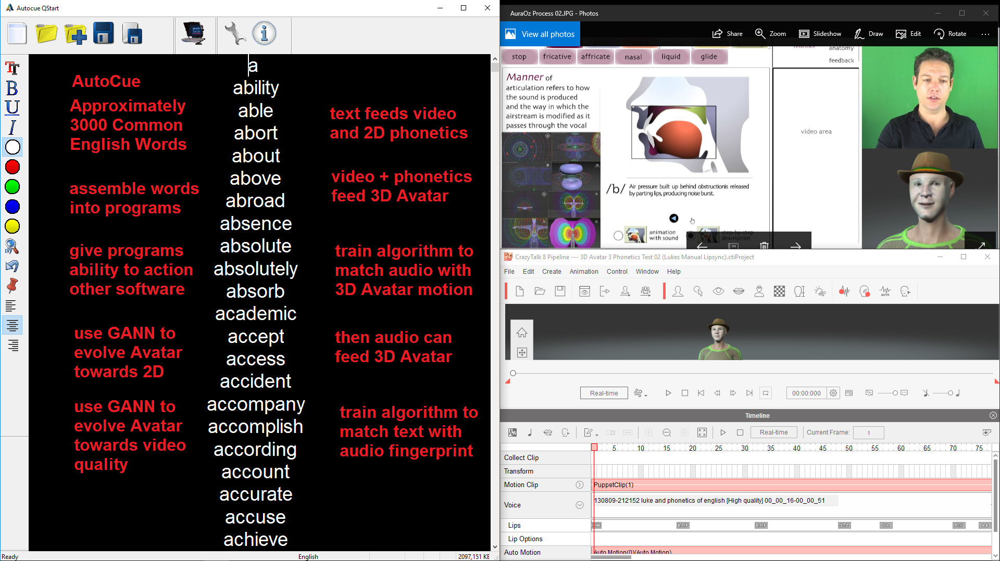 Autocue QStart
a
ability
able
abort
about
above
abroad
absence
absolute
absolutely
absorb
academic
accept
access
accident
accompany
accomplish
according
account
accurate
accuse
achieve
AutoCue
Approximately
3000 Common
English Words
assemble words
into programs
give programs
ability to action
other software
use GANN to
evolve Avatar
towards 2D
use GANN to
evolve Avatar
towards video
quality
text feeds video
and 2D phonetics
video + phonetics
feed 3D Avatar
train algorithm to
match audio with
3D Avatar motion
then audio can
feed 3D Avatar
train algorithm to
match text with
audio fingerprint
Ready
English
2097,151 KE
AuraOz Process 02.JPG - Photos
View all photos
Share Zoom Slideshow Draw Edit Rotate
stop fricative affricate nasal liquid glide
anatomy
feedback
Manner of
articulation refers to how
the sound is produced
and the way in which the
airstream is modified as it
passes through the vocal
video area
/b/ Air pressure built up behind obstructionis released
by parting lips, producing noise burst.
animation
with sound
step-by-step
description
CrazyTalk 8 Pipeline --- 3D Avatar 3 Phonetics Test 02 (Lukes Manual Lipsync).ctiProject
File Edit Create Animation Control Window Help
AUTO
Real-time
00:00:000
Timeline
Real-time
Current Frame: 1
5 10 15 20 25 30 35 40 45 50 55 60 65 70 75
Collect Clip
Transform
Motion Clip
PuppetClip(1)
Voice
130809-212152 luke and phonetics of english [High quality] 00_00_16-00_00_51
Lips
B.M.P B.M.P S.Z Oh F.V A E
Lip Options
Auto Motion
Auto Motion(0)(Auto Motion)